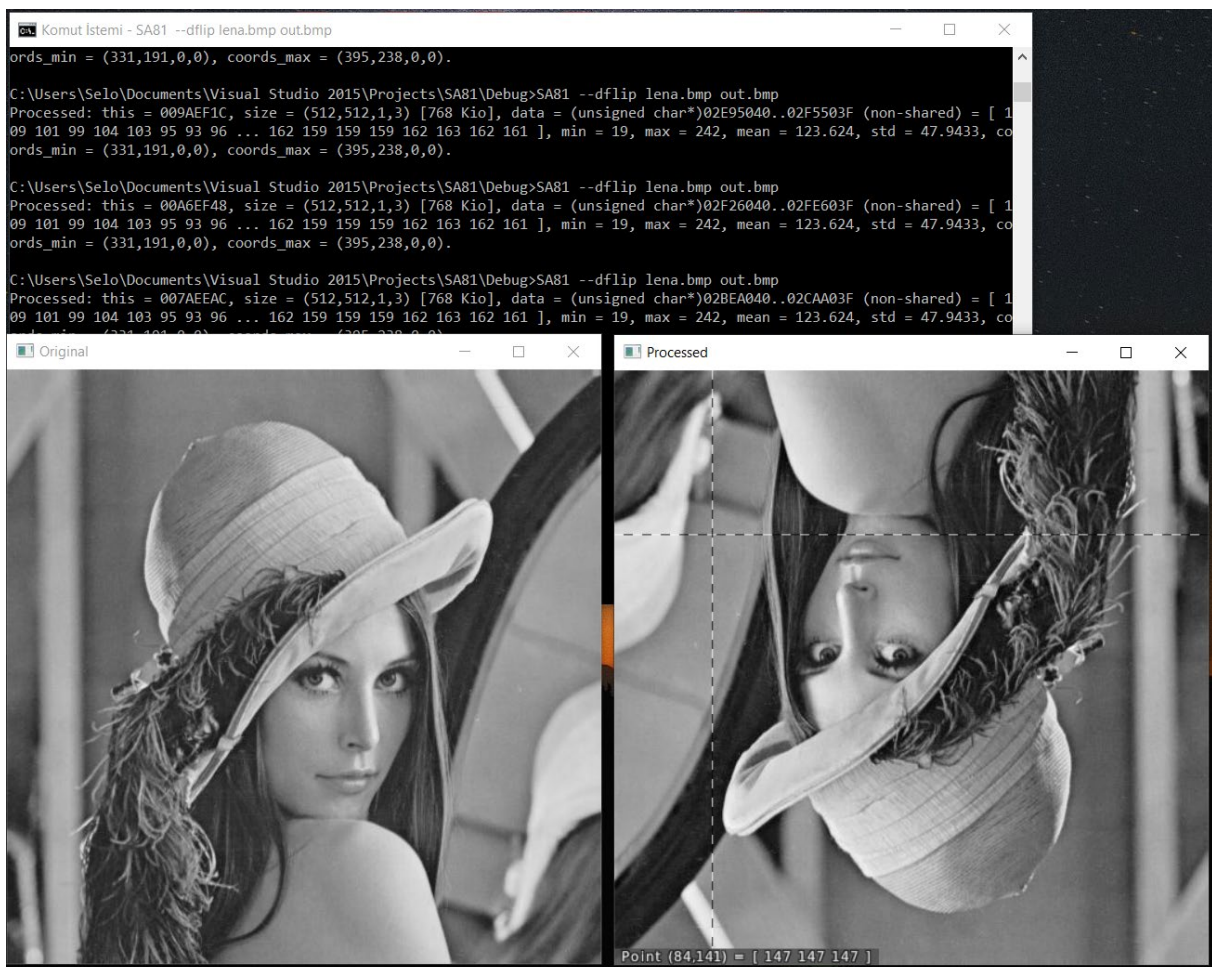 Komut İstemi - SA81 --dflip lena.bmp out.bmp
ords_min = (331,191,0,0), coords_max = (395,238,0,0).
C:\Users\Selo\Documents\Visual Studio 2015\Projects\SA81\Debug>SA81 --dflip lena.bmp out.bmp
Processed: this = 009AEF1C, size = (512,512,1,3) [768 Kio], data = (unsigned char*)02E95040..02F5503F (non-shared) = [ 1
09 101 99 104 103 95 93 96 ... 162 159 159 159 162 163 162 161 ], min = 19, max = 242, mean = 123.624, std = 47.9433, co
ords_min = (331,191,0,0), coords_max = (395,238,0,0).
C:\Users\Selo\Documents\Visual Studio 2015\Projects\SA81\Debug>SA81 --dflip lena.bmp out.bmp
Processed: this = 00A6EF48, size = (512,512,1,3) [768 Kio], data = (unsigned char*)02F26040..02FE603F (non-shared) = [ 1
09 101 99 104 103 95 93 96 ... 162 159 159 159 162 163 162 161 ], min = 19, max = 242, mean = 123.624, std = 47.9433, co
ords_min = (331,191,0,0), coords_max = (395,238,0,0).
C:\Users\Selo\Documents\Visual Studio 2015\Projects\SA81\Debug>SA81 --dflip lena.bmp out.bmp
Processed: this = 007AEEAC, size = (512,512,1,3) [768 Kio], data = (unsigned char*)02BEA040..02CAA03F (non-shared) = [ 1
09 101 99 104 103 95 93 96 ... 162 159 159 159 162 163 162 161 ], min = 19, max = 242, mean = 123.624, std = 47.9433, co
Original
Processed
Point (84,141) = [ 147 147 147 ]